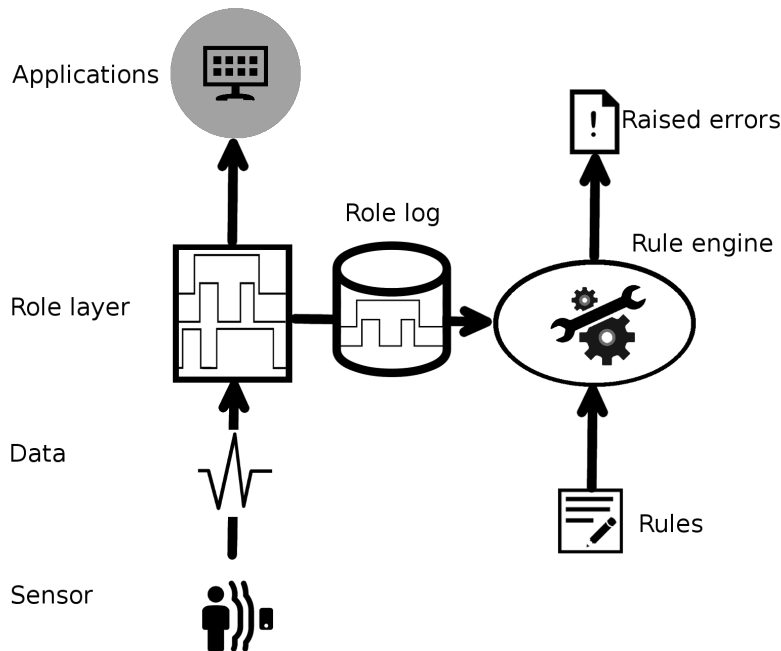 Applications
Raised errors
Role log
Rule engine
Role layer
Data
Rules
Sensor